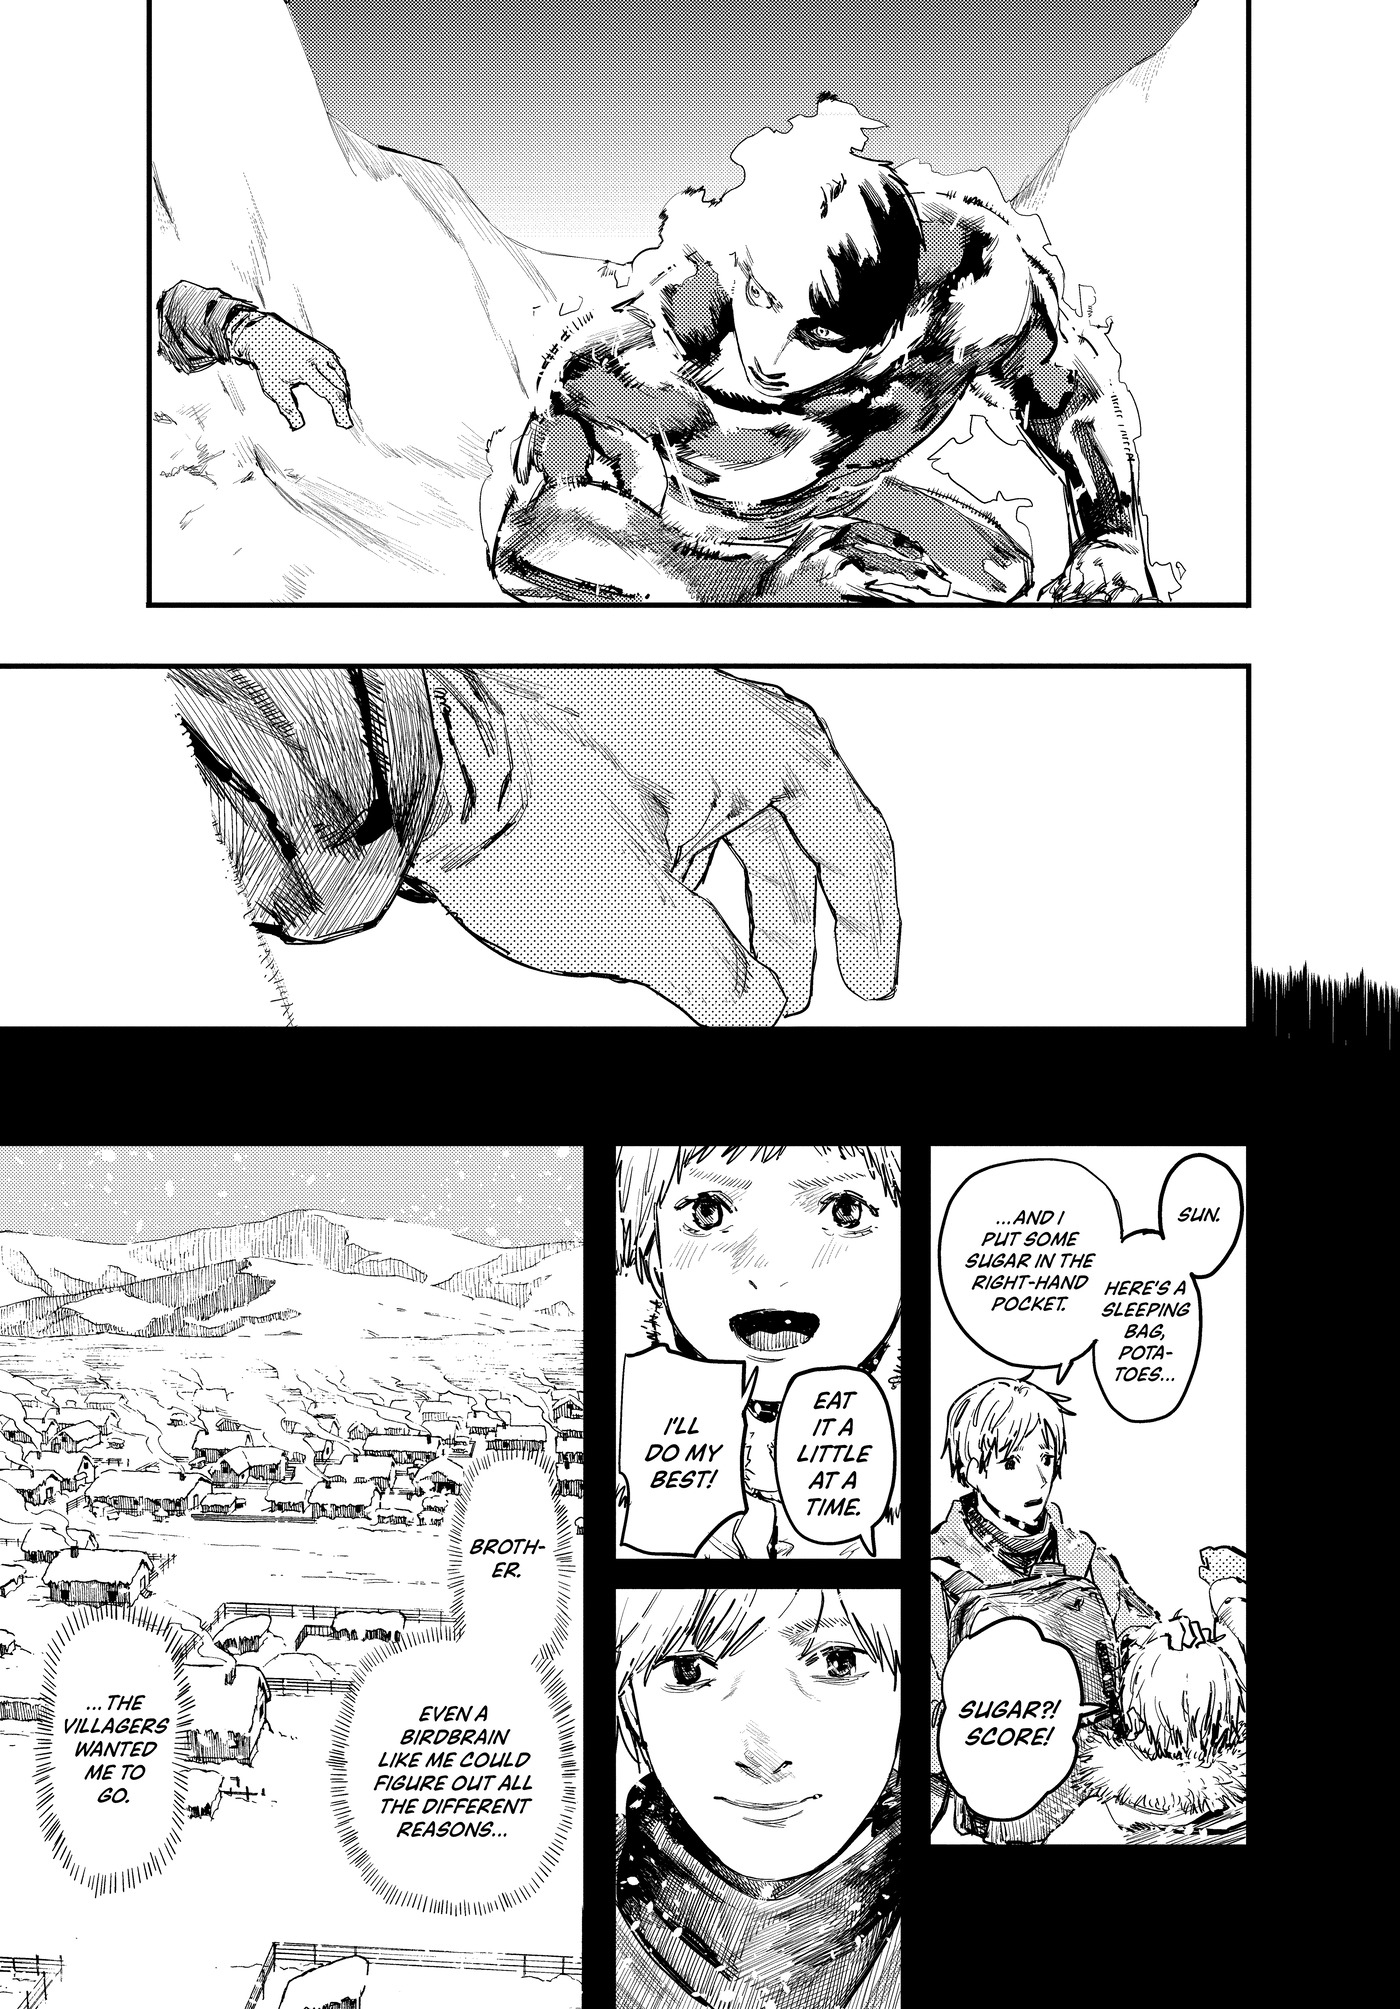 SUN.
HERE'S A
SLEEPING
BAG,
POTA-
TOES...
...AND I
PUT SOME
SUGAR IN THE
RIGHT-HAND
POCKET.
SUGAR?!
SCORE!
EAT
IT A
LITTLE
AT A
TIME.
I'LL
DO MY
BEST!
BROTH-
ER.
EVEN A
BIRDBRAIN
LIKE ME COULD
FIGURE OUT ALL
THE DIFFERENT
REASONS...
...THE
VILLAGERS
WANTED
ME TO
GO.